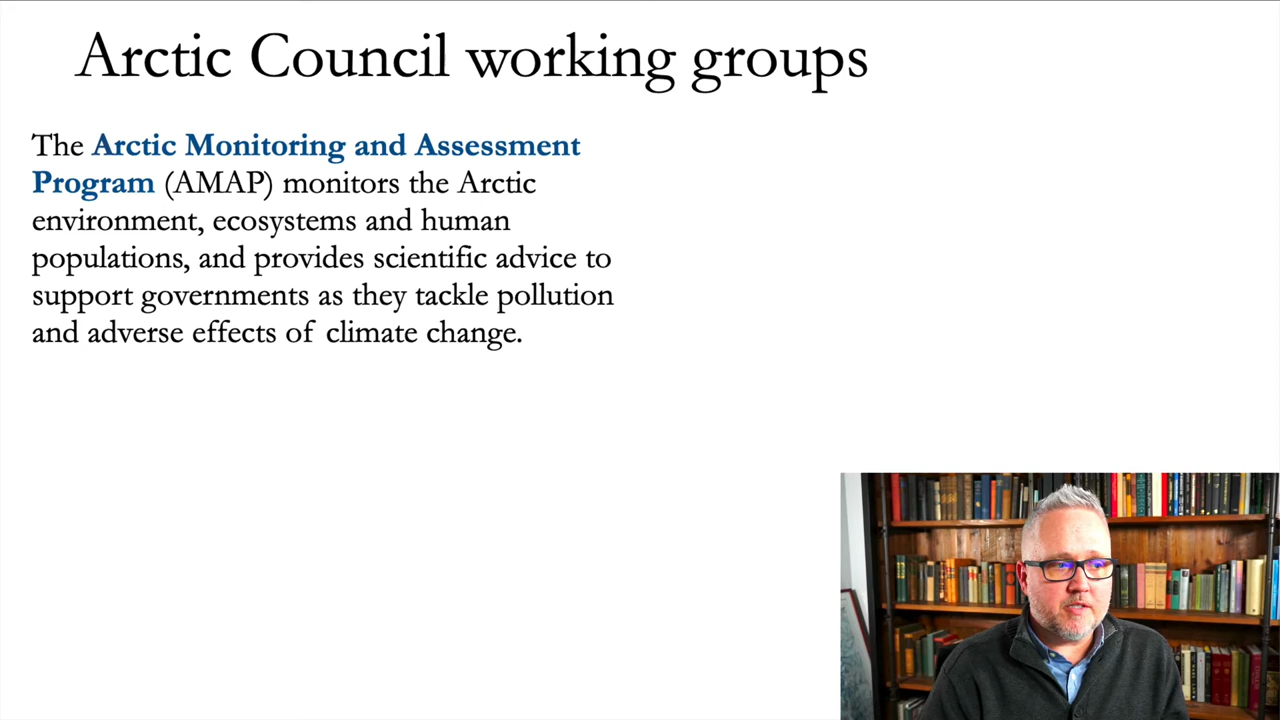 Arctic Council working groups
The Arctic Monitoring and Assessment
Program (AMAP) monitors the Arctic
environment, ecosystems and human
populations, and provides scientific advice to
support governments as they tackle pollution
and adverse effects of climate change.